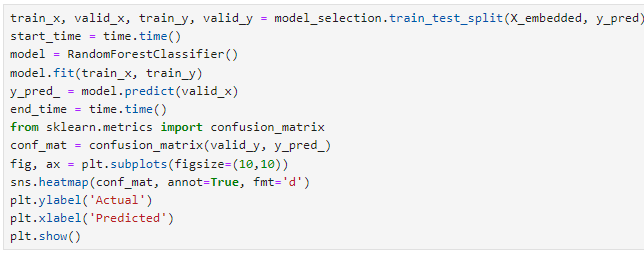 train_x, valid_x, train_y, valid_y = model_selection.train_test_split(X_embedded, y_pred)
start_time = time.time()
model = RandomForestClassifier()
model.fit(train_x, train_y)
y_pred_ = model.predict(valid_x)
end_time = time.time()
from sklearn.metrics import confusion_matrix
conf_mat = confusion_matrix(valid_y, y_pred_)
fig, ax = plt.subplots(figsize=(10,10))
sns.heatmap(conf_mat, annot=True, fmt='d')
plt.ylabel('Actual')
plt.xlabel('Predicted')
plt.show()